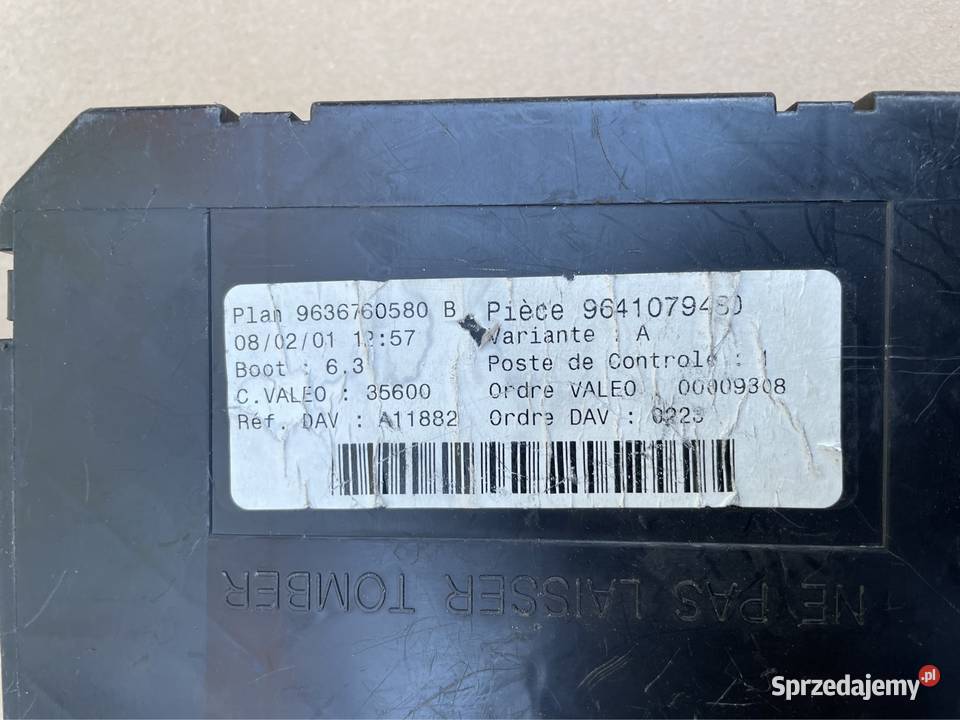 Plan 9636760580 B Pièce 9641079480
08/02/01 12:57 Variante : A
Boot : 6.3 Poste de Controle : 1
C.VALEO : 35600 Ordre VALEO : 00009308
Réf. DAV : A11882 Ordre DAV : 0223
NE PAS LAISSER TOMBER
Sprzedajemy.pl